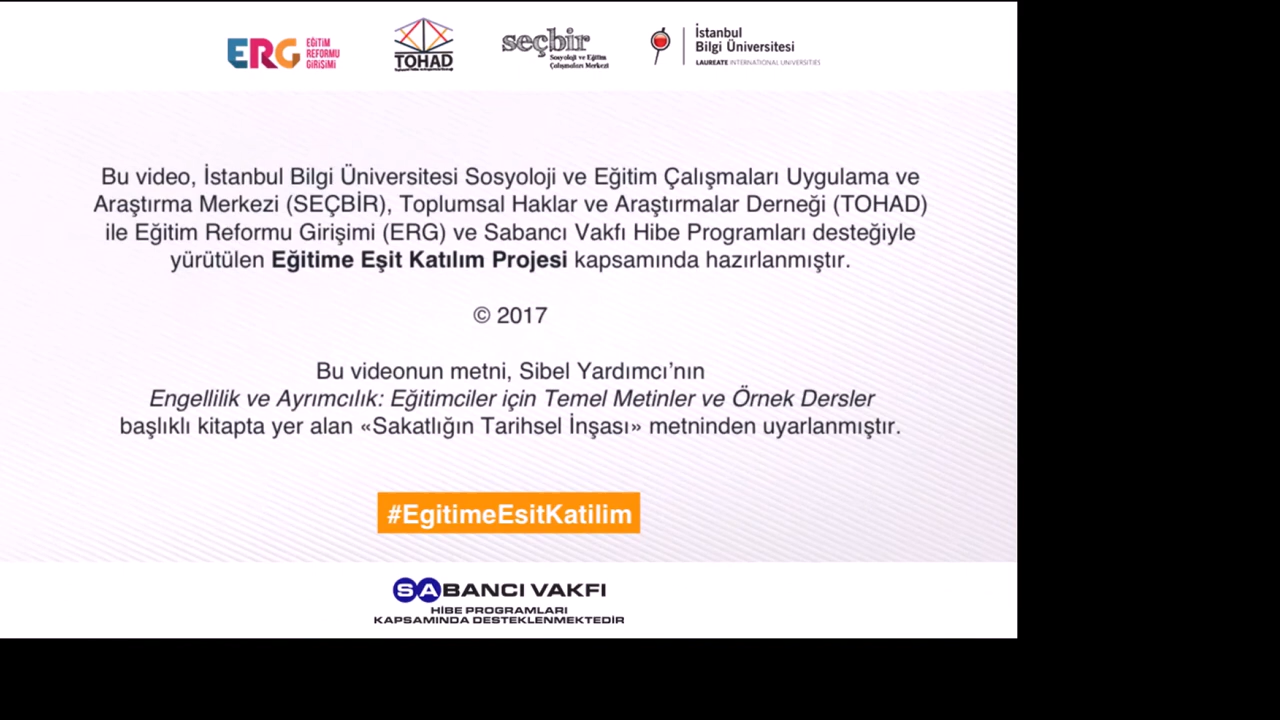 ERG EĞİTİM
REFORMU
GİRİŞİMİ
TOHAD
seçbir
Sosyoloji ve Eğitim
Çalışmaları Merkezi
İstanbul
Bilgi Üniversitesi
LAUREATE INTERNATIONAL UNIVERSITIES
Bu video, İstanbul Bilgi Üniversitesi Sosyoloji ve Eğitim Çalışmaları Uygulama ve
Araştırma Merkezi (SEÇBİR), Toplumsal Haklar ve Araştırmalar Derneği (TOHAD)
ile Eğitim Reformu Girişimi (ERG) ve Sabancı Vakfı Hibe Programları desteğiyle
yürütülen Eğitime Eşit Katılım Projesi kapsamında hazırlanmıştır.
© 2017
Bu videonun metni, Sibel Yardımcı’nın
Engellilik ve Ayrımcılık: Eğitimciler için Temel Metinler ve Örnek Dersler
başlıklı kitapta yer alan «Sakatlığın Tarihsel İnşası» metninden uyarlanmıştır.
#EgitimeEsitKatilim
SABANCI VAKFI
HİBE PROGRAMLARI
KAPSAMINDA DESTEKLENMEKTEDİR